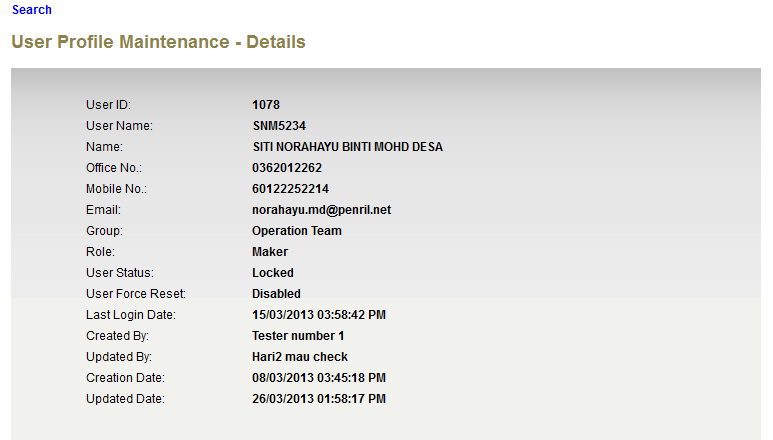 Search
User Profile Maintenance - Details
User ID: 1078
User Name: SNM5234
Name: SITI NORAHAYU BINTI MOHD DESA
Office No.: 0362012262
Mobile No.: 60122252214
Email: norahayu.md@penril.net
Group: Operation Team
Role: Maker
User Status: Locked
User Force Reset: Disabled
Last Login Date: 15/03/2013 03:58:42 PM
Created By: Tester number 1
Updated By: Hari2 mau check
Creation Date: 08/03/2013 03:45:18 PM
Updated Date: 26/03/2013 01:58:17 PM